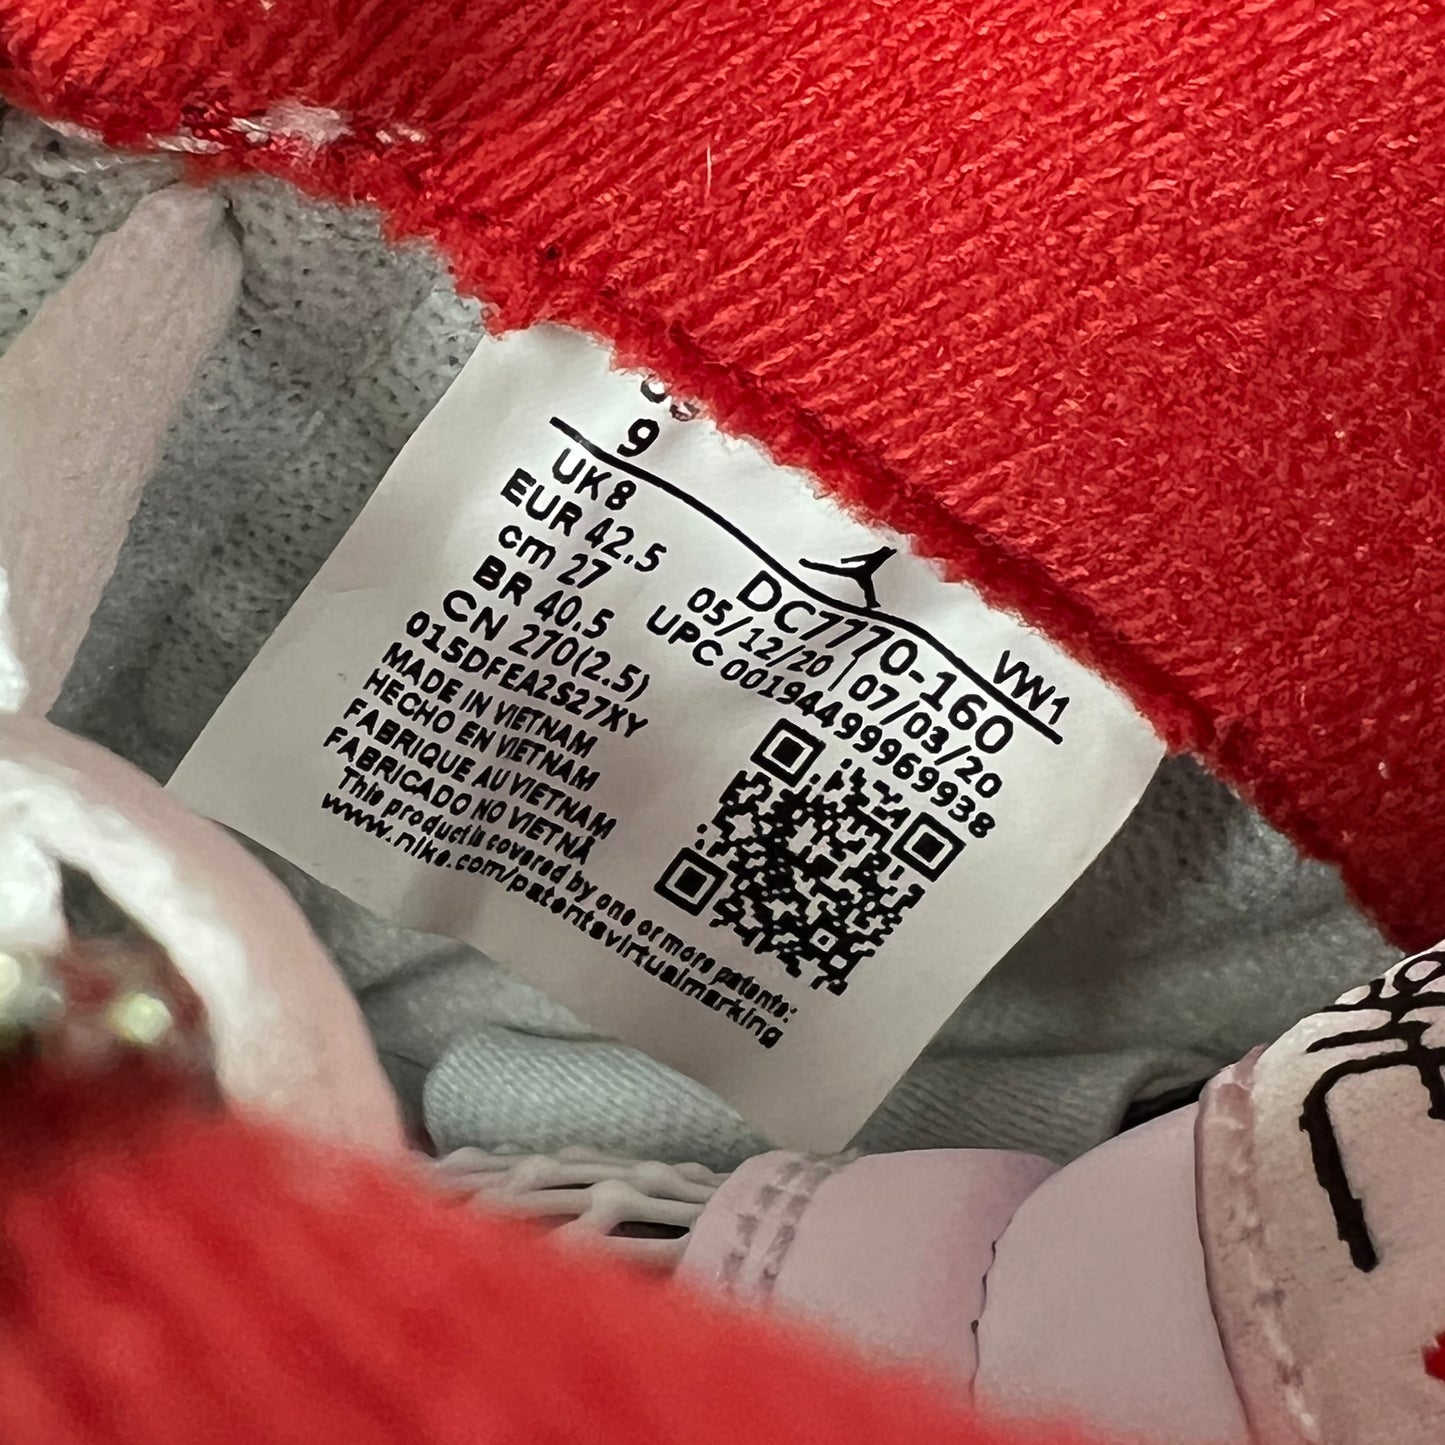 US
9
UK 8
EUR 42.5
cm 27
BR 40.5
CN 270(2.5)
015DFEA2S27XY
MADE IN VIETNAM
HECHO EN VIETNAM
FABRIQUE AU VIETNAM
FABRICADO NO VIETNÃ
This product is covered by one or more patents:
www.nike.com/patentsvirtualmarking
VVN1
DC7770-160
05/12/20 | 07/03/20
UPC 00194499969938